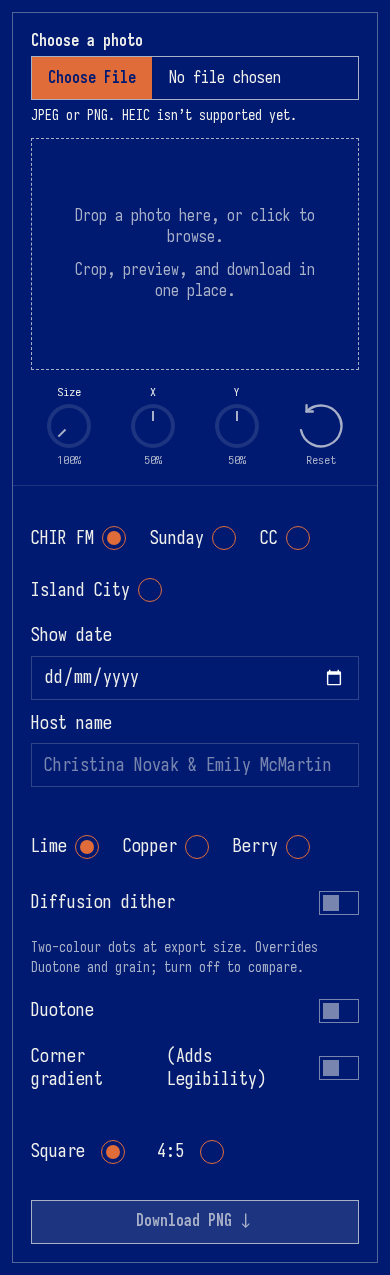 Choose a photo
Choose File No file chosen
JPEG or PNG. HEIC isn’t supported yet.
Drop a photo here, or click to
browse.
Crop, preview, and download in
one place.
Size X Y
100% 50% 50% Reset
CHIR FM Sunday CC
Island City
Show date
dd/mm/yyyy
Host name
Christina Novak & Emily McMartin
Lime Copper Berry
Diffusion dither
Two-colour dots at export size. Overrides
Duotone and grain; turn off to compare.
Duotone
Corner (Adds
gradient Legibility)
Square 4:5
Download PNG ↓